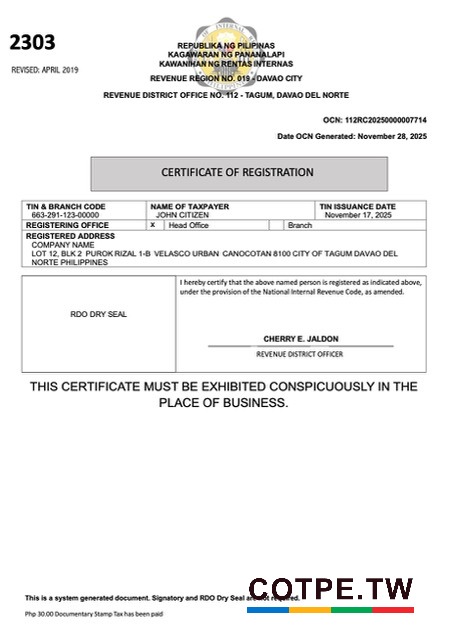 2303
REVISED: APRIL 2019
REPUBLIKA NG PILIPINAS
KAGAWARAN NG PANANALAPI
KAWANIHAN NG RENTAS INTERNAS
REVENUE REGION NO. 019 - DAVAO CITY
REVENUE DISTRICT OFFICE NO. 112 - TAGUM, DAVAO DEL NORTE
OCN: 112RC20250000007714
Date OCN Generated: November 28, 2025
CERTIFICATE OF REGISTRATION
TIN & BRANCH CODE NAME OF TAXPAYER TIN ISSUANCE DATE
663-291-123-00000 JOHN CITIZEN November 17, 2025
REGISTERING OFFICE x Head Office Branch
REGISTERED ADDRESS
COMPANY NAME
LOT 12, BLK 2 PUROK RIZAL 1-B VELASCO URBAN CANOCOTAN 8100 CITY OF TAGUM DAVAO DEL
NORTE PHILIPPINES
I hereby certify that the above named person is registered as indicated above,
under the provision of the National Internal Revenue Code, as amended.
RDO DRY SEAL
CHERRY E. JALDON
REVENUE DISTRICT OFFICER
THIS CERTIFICATE MUST BE EXHIBITED CONSPICUOUSLY IN THE
PLACE OF BUSINESS.
This is a system generated document. Signatory and RDO Dry Seal are not required.
COTPE.TW
Php 30.00 Documentary Stamp Tax has been paid